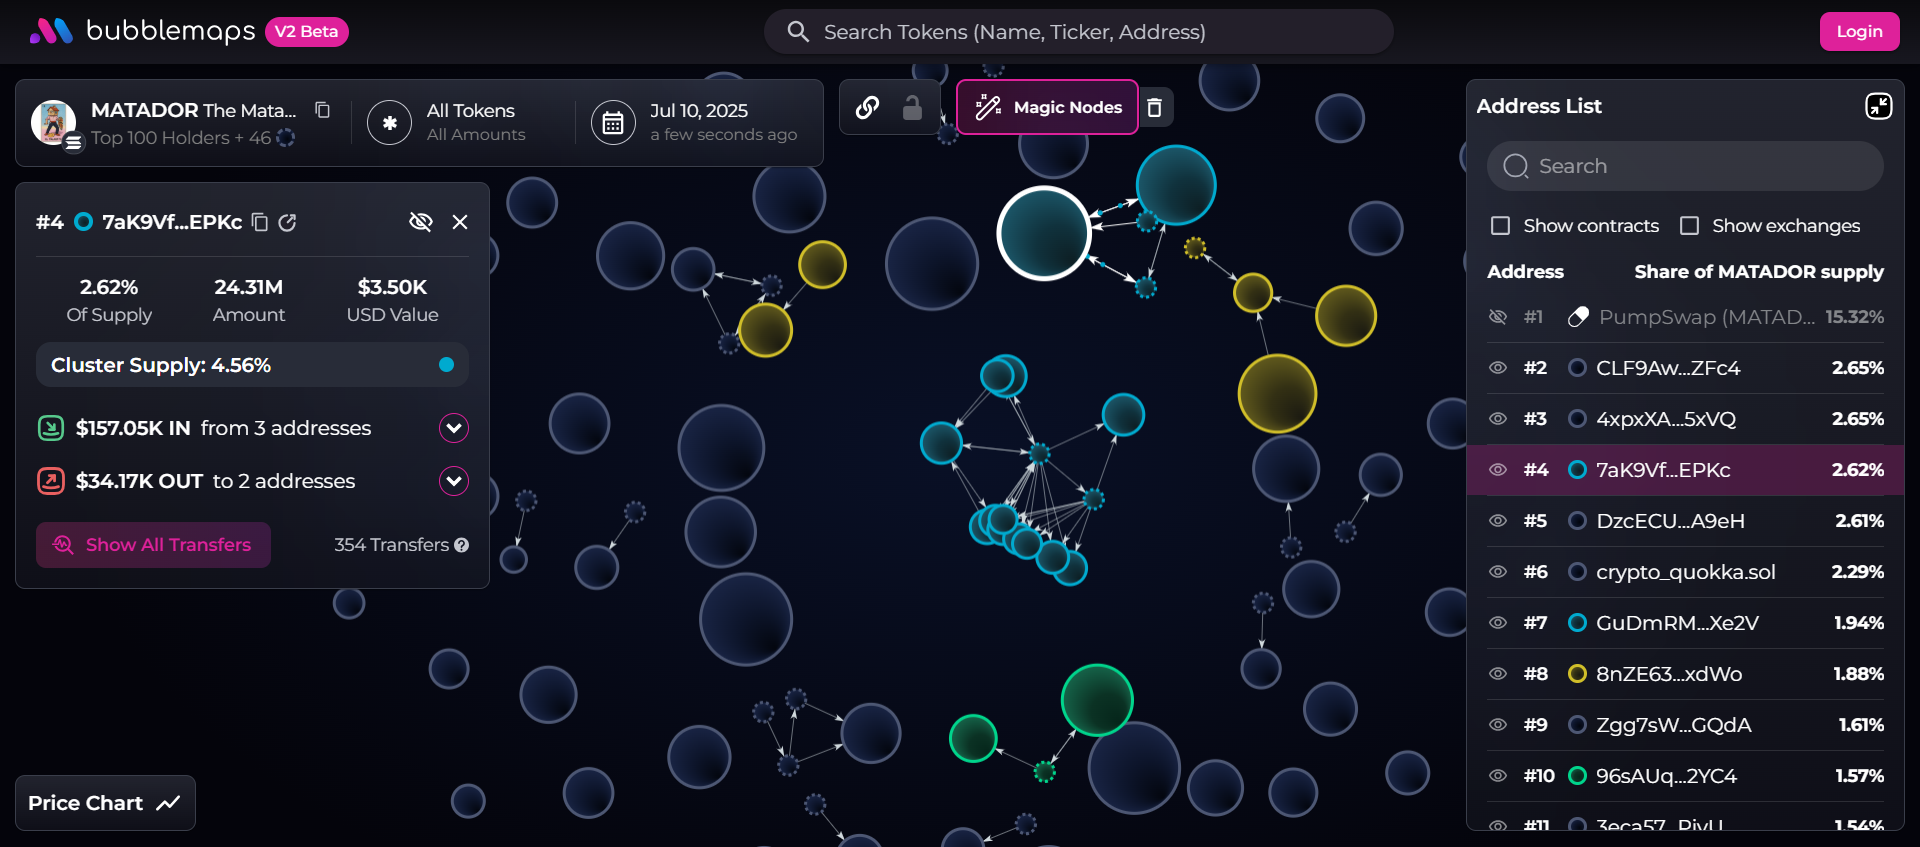 bubblemaps V2 Beta
Search Tokens (Name, Ticker, Address)
Login
MATADOR The Mata...
Top 100 Holders + 46
All Tokens
All Amounts
Jul 10, 2025
a few seconds ago
Magic Nodes
#4 7aK9Vf...EPKc
2.62% 24.31M $3.50K
Of Supply Amount USD Value
Cluster Supply: 4.56%
$157.05K IN from 3 addresses
$34.17K OUT to 2 addresses
Show All Transfers 354 Transfers ?
Price Chart
Address List
Search
Show contracts Show exchanges
Address Share of MATADOR supply
#1 PumpSwap (MATAD... 15.32%
#2 CLF9Aw...ZFc4 2.65%
#3 4xpxXA...5xVQ 2.65%
#4 7aK9Vf...EPKc 2.62%
#5 DzcECU...A9eH 2.61%
#6 crypto_quokka.sol 2.29%
#7 GuDmRM...Xe2V 1.94%
#8 8nZE63...xdWo 1.88%
#9 Zgg7sW...GQdA 1.61%
#10 96sAUq...2YC4 1.57%
#11 1.54%